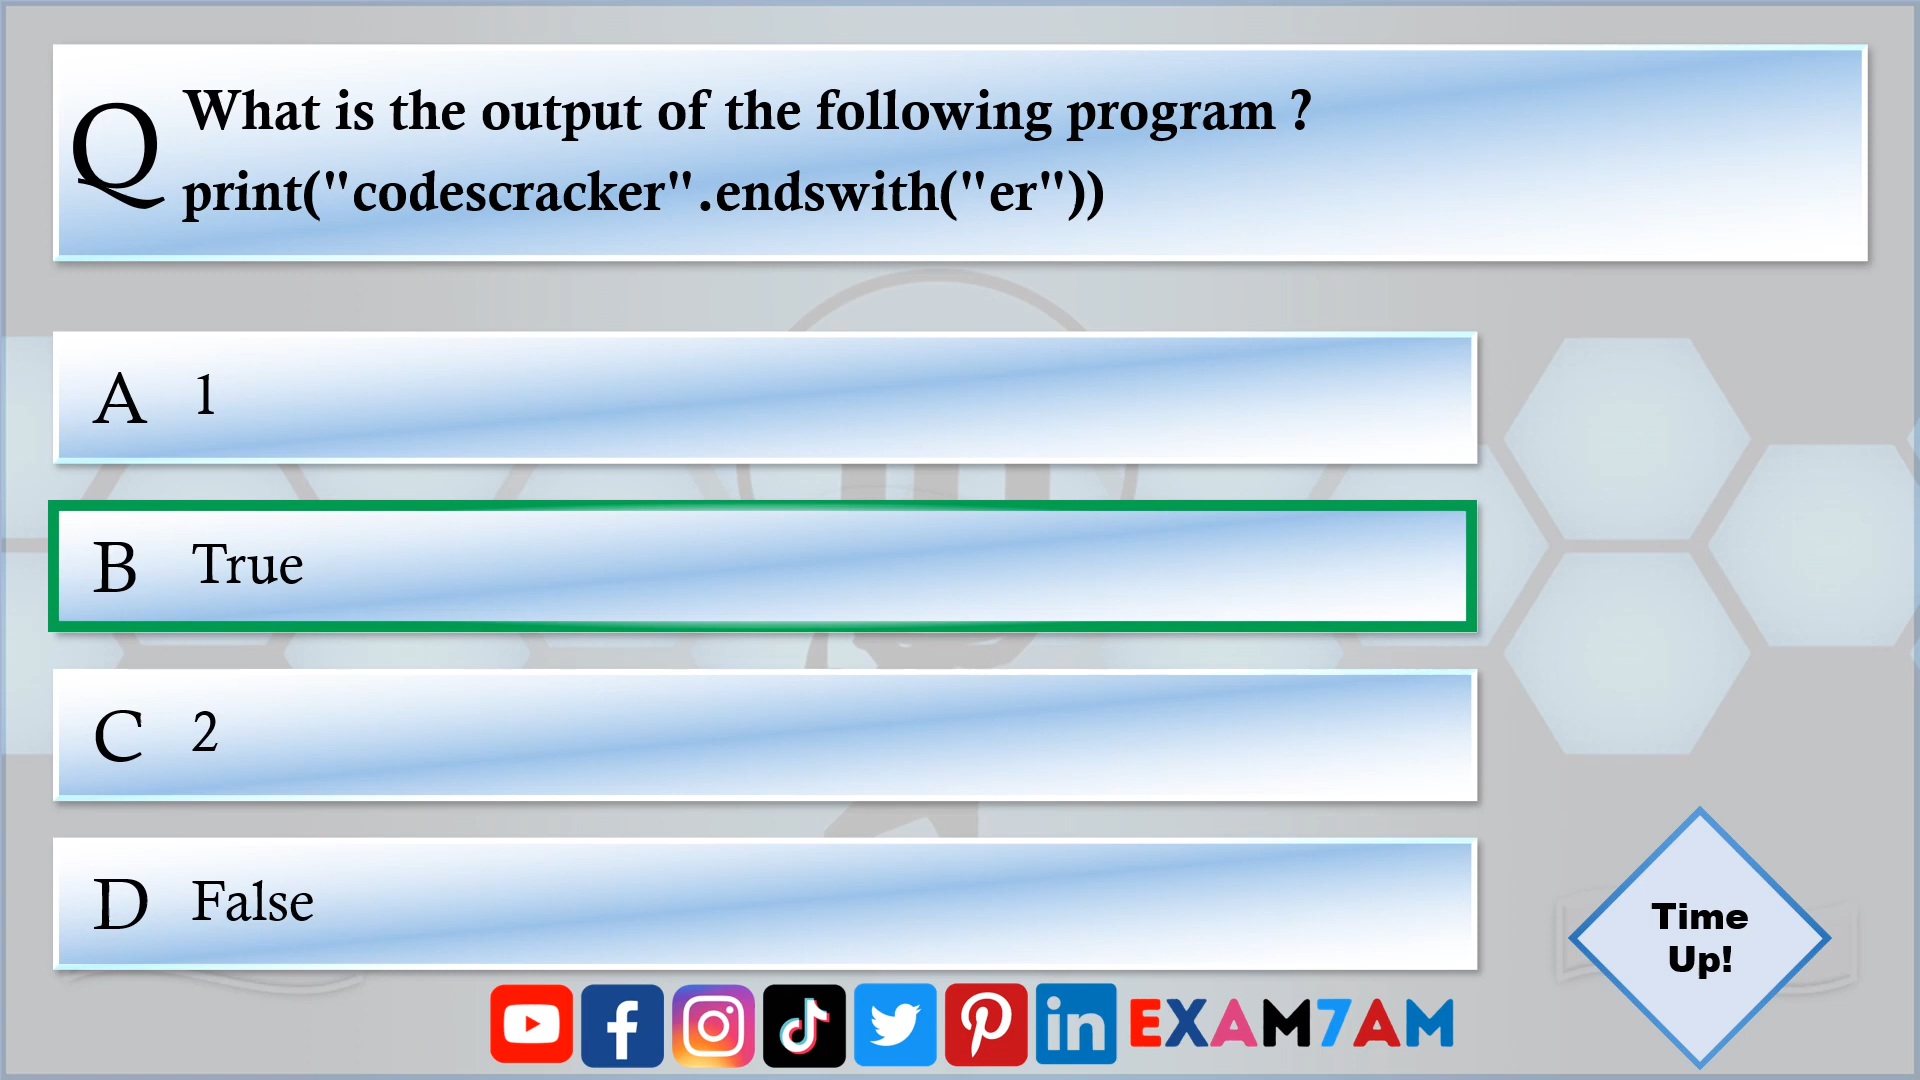 Q What is the output of the following program ?
print("codescracker".endswith("er"))
A 1
B True
C 2
D False
Time
Up!
EXAM7AM